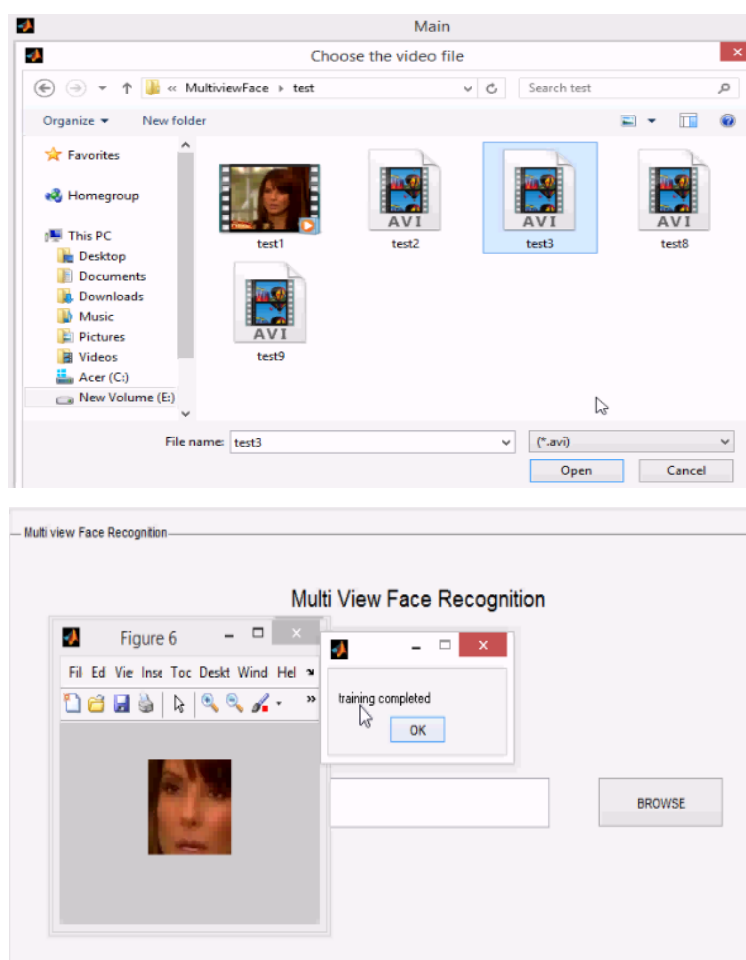 Main
Choose the video file
« MultiviewFace ▸ test
Search test
Organize
New folder
Favorites
Homegroup
This PC
Desktop
Documents
Downloads
Music
Pictures
Videos
Acer (C:)
New Volume (E:)
AVI
AVI
AVI
test1
test2
test3
test8
AVI
test9
File name: test3
(*.avi)
Open
Cancel
Multi view Face Recognition
Multi View Face Recognition
Figure 6
Fil Ed Vie Inse Toc Deskt Wind Hel
training completed
OK
BROWSE